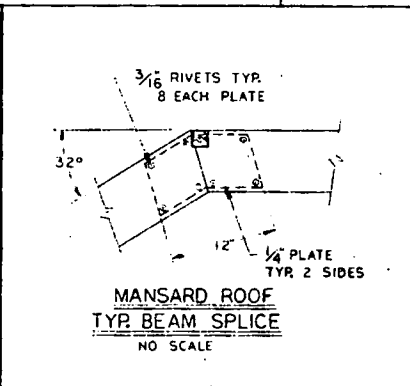 3/16" RIVETS TYP.
8 EACH PLATE
32°
12"
1/4" PLATE
TYP. 2 SIDES
MANSARD ROOF
TYP. BEAM SPLICE
NO SCALE